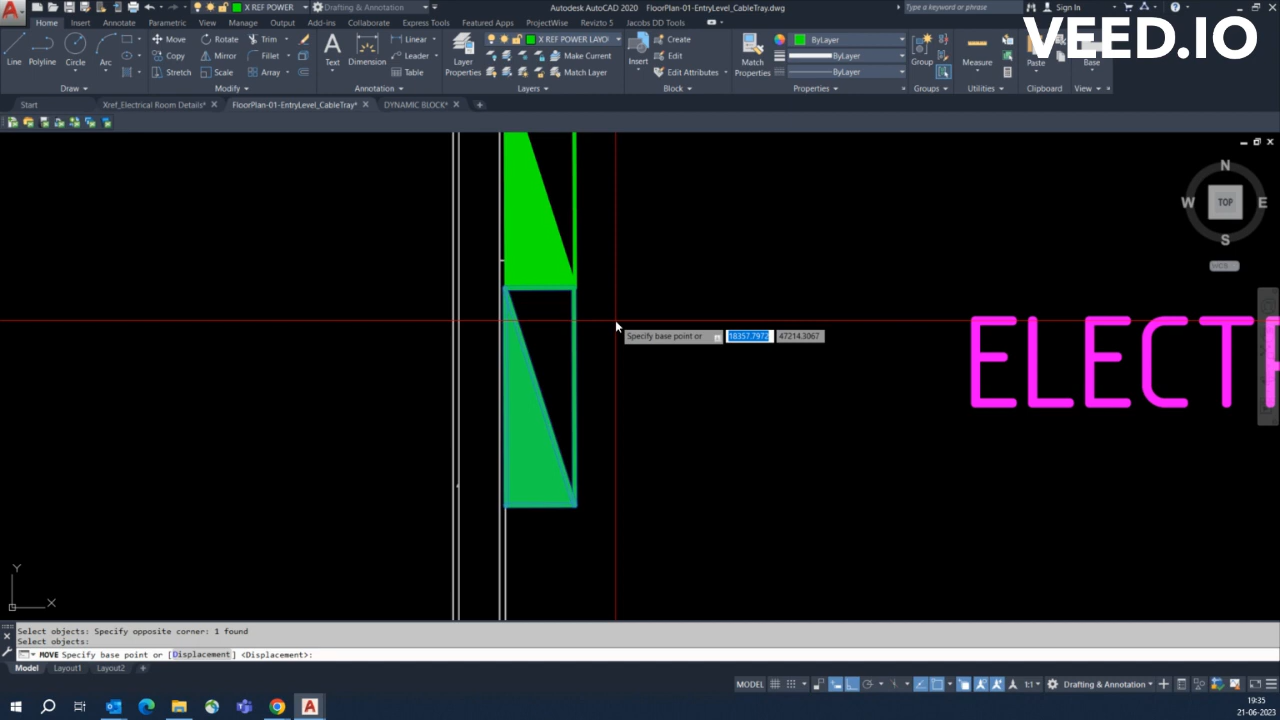 X REF POWER
Drafting & Annotation
Autodesk AutoCAD 2020 FloorPlan-01-EntryLevel_CableTray.dwg
Type a keyword or phrase
Sign In
VEED.IO
Home Insert Annotate Parametric View Manage Output Add-ins Collaborate Express Tools Featured Apps ProjectWise Revizto 5 Jacobs DD Tools
Line Polyline Circle Arc
Move Rotate Trim
Copy Mirror Fillet
Stretch Scale Array
Text Dimension
Linear
Leader
Table
Layer Properties
X REF POWER LAYO
Make Current
Match Layer
Insert
Create
Edit
Edit Attributes
Match Properties
ByLayer
ByLayer
ByLayer
Group
Measure
Paste
Base
Draw Modify Annotation Layers Block Properties Groups Utilities Clipboard View
Start Xref_Electrical Room Details* FloorPlan-01-EntryLevel_CableTray* DYNAMIC BLOCK*
N
W TOP E
S
WCS
Specify base point or 18357.7972 47214.3067
ELECT
Y
X
Select objects: Specify opposite corner: 1 found
Select objects:
MOVE Specify base point or [Displacement] <Displacement>:
Model Layout1 Layout2
MODEL 1:1 Drafting & Annotation
19:35
21-06-2023